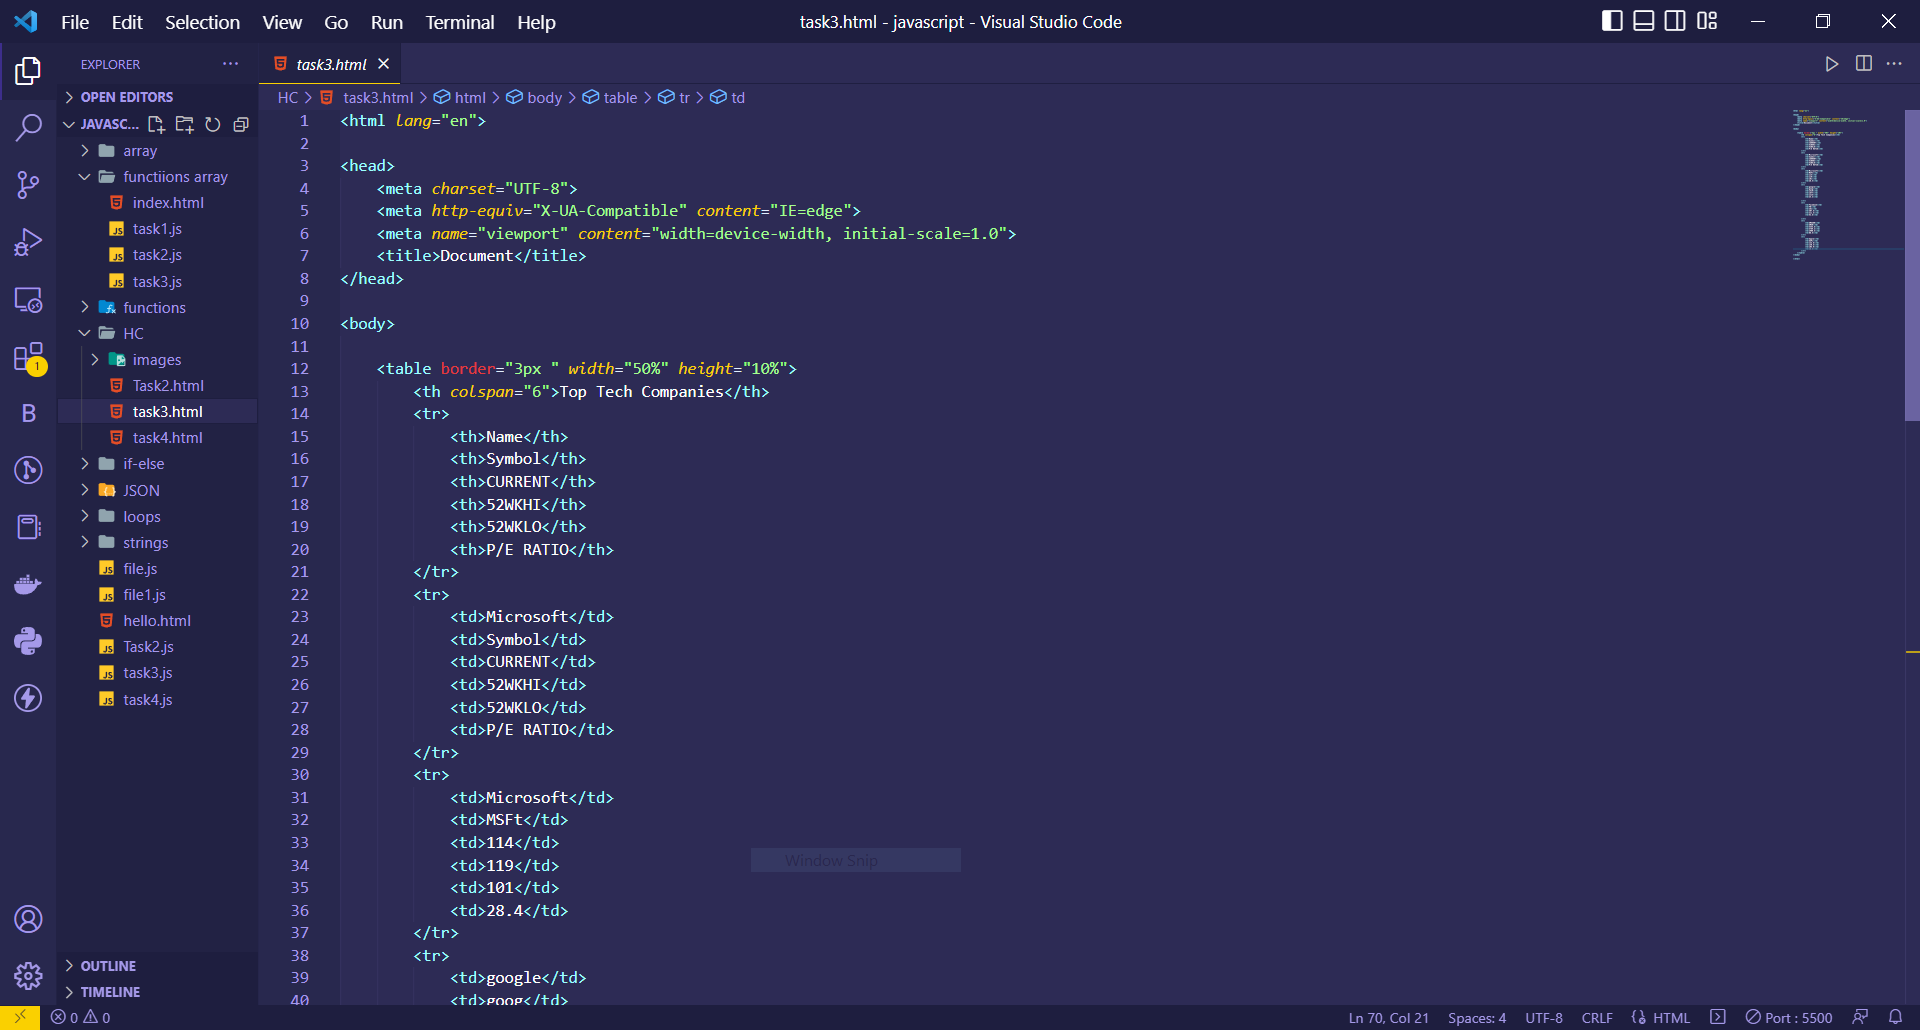 File Edit Selection View Go Run Terminal Help
task3.html - javascript - Visual Studio Code
EXPLORER
task3.html
OPEN EDITORS
HC > task3.html > html > body > table > tr > td
JAVASC...
array
functiions array
index.html
task1.js
task2.js
task3.js
functions
HC
images
Task2.html
task3.html
task4.html
if-else
JSON
loops
strings
file.js
file1.js
hello.html
Task2.js
task3.js
task4.js
OUTLINE
TIMELINE
1
B
1 <html lang="en">
2
3 <head>
4 <meta charset="UTF-8">
5 <meta http-equiv="X-UA-Compatible" content="IE=edge">
6 <meta name="viewport" content="width=device-width, initial-scale=1.0">
7 <title>Document</title>
8 </head>
9
10 <body>
11
12 <table border="3px " width="50%" height="10%">
13 <th colspan="6">Top Tech Companies</th>
14 <tr>
15 <th>Name</th>
16 <th>Symbol</th>
17 <th>CURRENT</th>
18 <th>52WKHI</th>
19 <th>52WKLO</th>
20 <th>P/E RATIO</th>
21 </tr>
22 <tr>
23 <td>Microsoft</td>
24 <td>Symbol</td>
25 <td>CURRENT</td>
26 <td>52WKHI</td>
27 <td>52WKLO</td>
28 <td>P/E RATIO</td>
29 </tr>
30 <tr>
31 <td>Microsoft</td>
32 <td>MSFt</td>
33 <td>114</td>
34 <td>119</td>
35 <td>101</td>
36 <td>28.4</td>
37 </tr>
38 <tr>
39 <td>google</td>
40 <td>goog</td>
Window Snip
0 0
Ln 70, Col 21 Spaces: 4 UTF-8 CRLF HTML Port : 5500